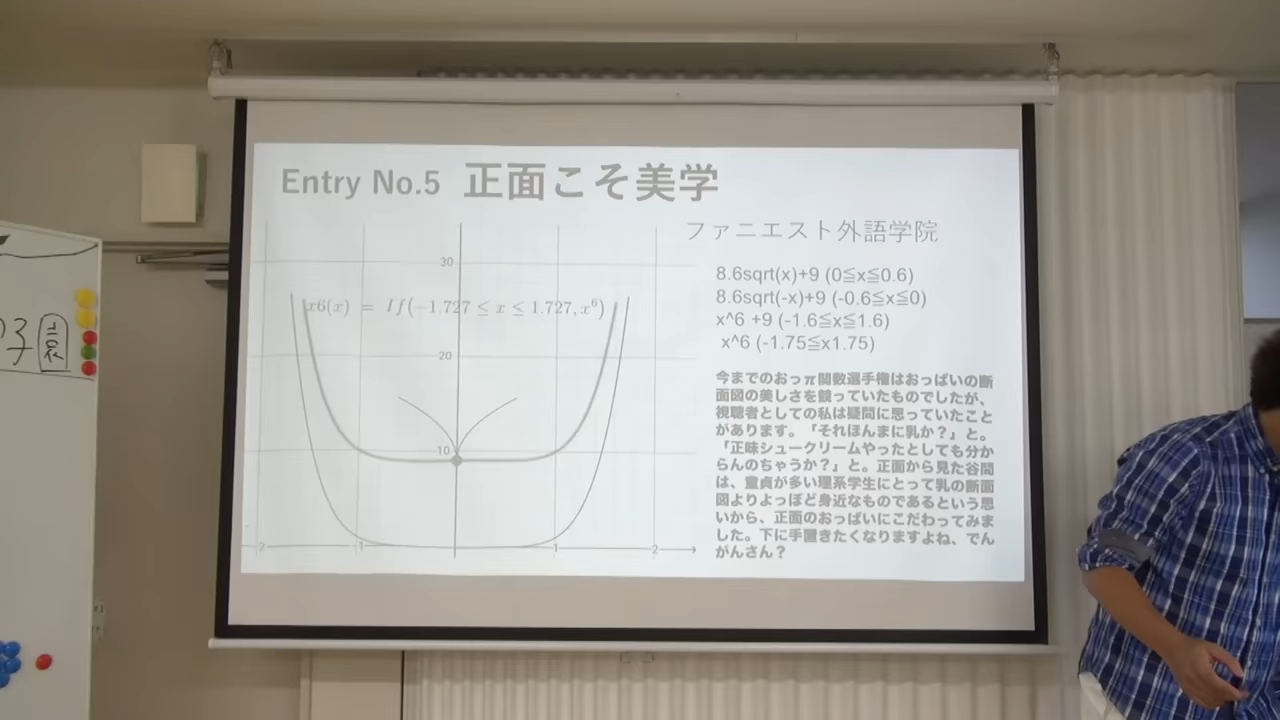 Entry No.5 正面こそ美学
ファニエスト外語学院
8.6sqrt(x)+9 (0≦x≦0.6)
8.6sqrt(-x)+9 (-0.6≦x≦0)
x^6 +9 (-1.6≦x≦1.6)
x^6 (-1.75≦x1.75)
30
x6(x) = If(−1.727 ≤ x ≤ 1.727, x⁶)
20
10
-2 -1 1 2
今までのおっπ関数選手権はおっぱいの断
面図の美しさを競っていたものでしたが、
視聴者としての私は疑問に思っていたこと
があります。「それほんまに乳か？」と。
「正味シュークリームやったとしても分か
らんのちゃうか？」と。正面から見た谷間
は、童貞が多い理系学生にとって乳の断面
図よりよっぽど身近なものであるという思
いから、正面のおっぱいにこだわってみま
した。下に手置きたくなりますよね、でん
がんさん？